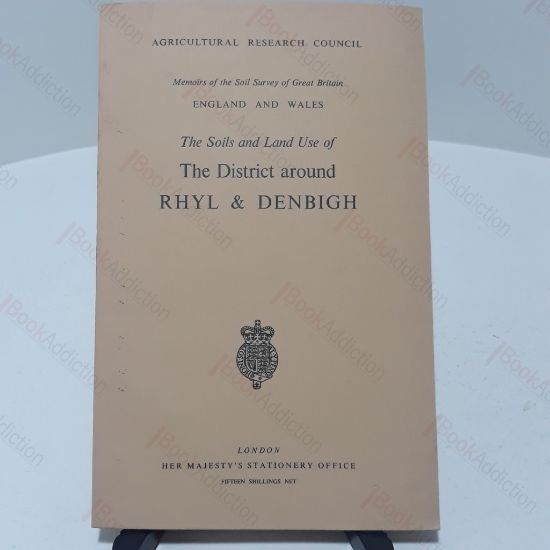 AGRICULTURAL RESEARCH COUNCIL
Memoirs of the Soil Survey of Great Britain
ENGLAND AND WALES
The Soils and Land Use of
The District around
RHYL & DENBIGH
LONDON
HER MAJESTY'S STATIONERY OFFICE
FIFTEEN SHILLINGS NET
BookAddiction